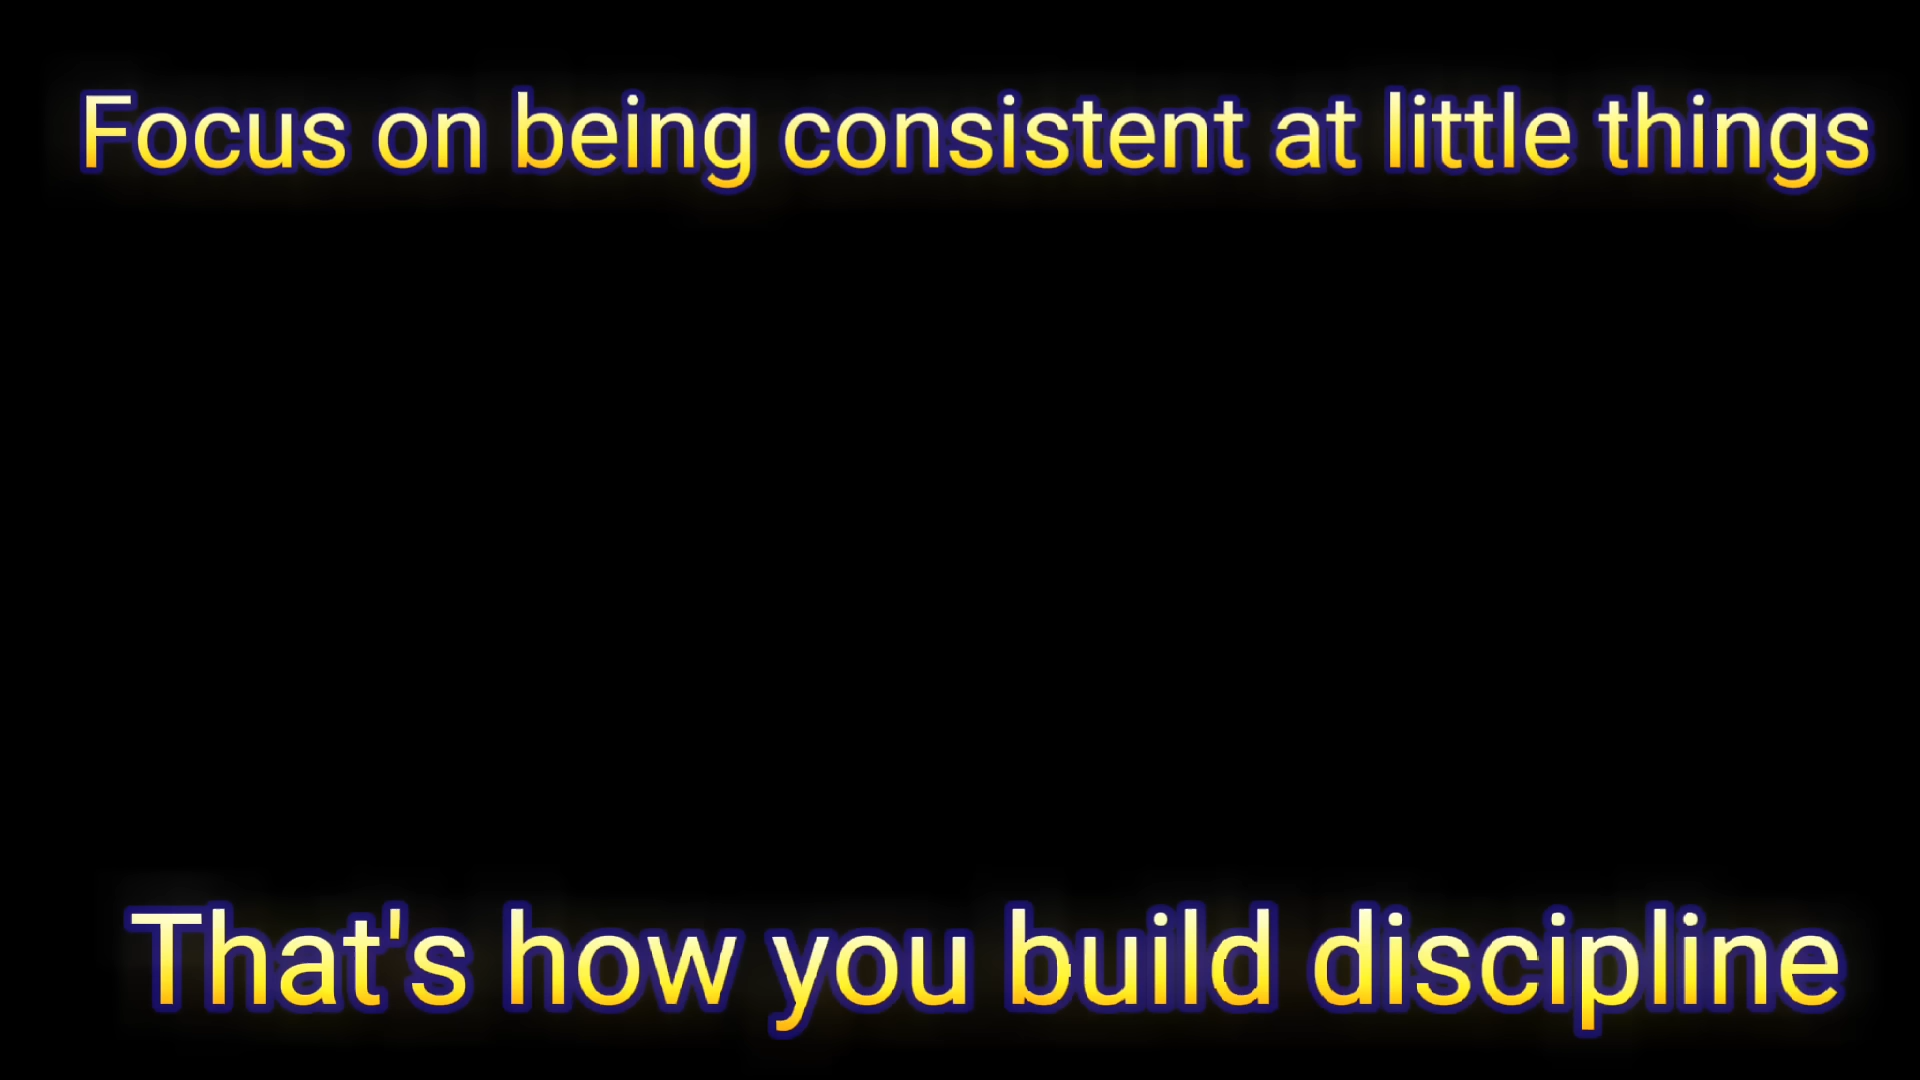 Focus on being consistent at little things
That's how you build discipline